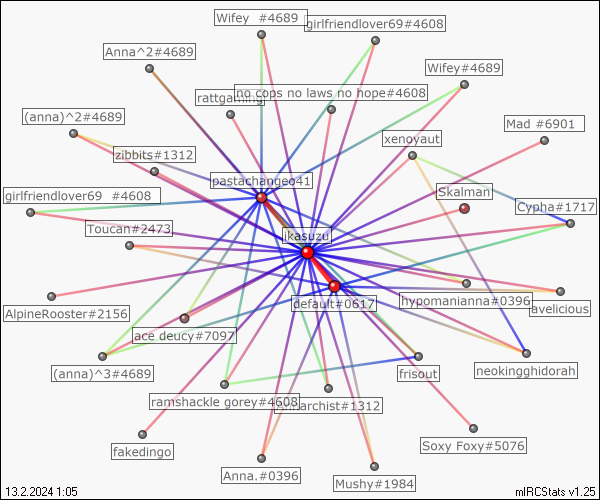 Wifey  #4689
girlfriendlover69#4608
Anna^2#4689
Wifey#4689
rattgaming
no cops no laws no hope#4608
(anna)^2#4689
Mad #6901
xenoyaut
zibbits#1312
pastachangeo41
Skalman
girlfriendlover69  #4608
Cypha#1717
Toucan#2473
ikasuzu
default#0617
hypomanianna#0396
avelicious
AlpineRooster#2156
ace deucy#7097
(anna)^3#4689
frisout
neokingghidorah
ramshackle gorey#4608
fakedingo
Soxy Foxy#5076
Anna.#0396
Mushy#1984
13.2.2024 1:05
mIRCStats v1.25